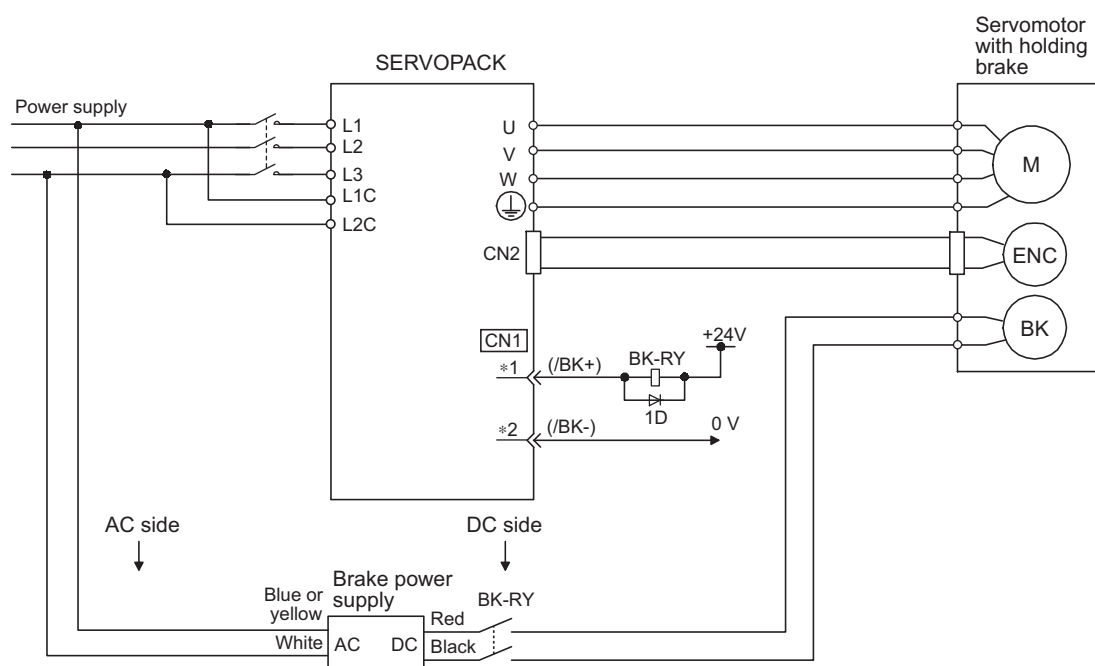 Servomotor
with holding
brake
SERVOPACK
Power supply
L1
L2
L3
L1C
L2C
U
V
W
M
CN2
ENC
BK
CN1
+24V
BK-RY
*1
(/BK+)
1D
*2
(/BK-)
0 V
AC side
DC side
Brake power
supply
Blue or
yellow
White
AC
DC
Red
Black
BK-RY